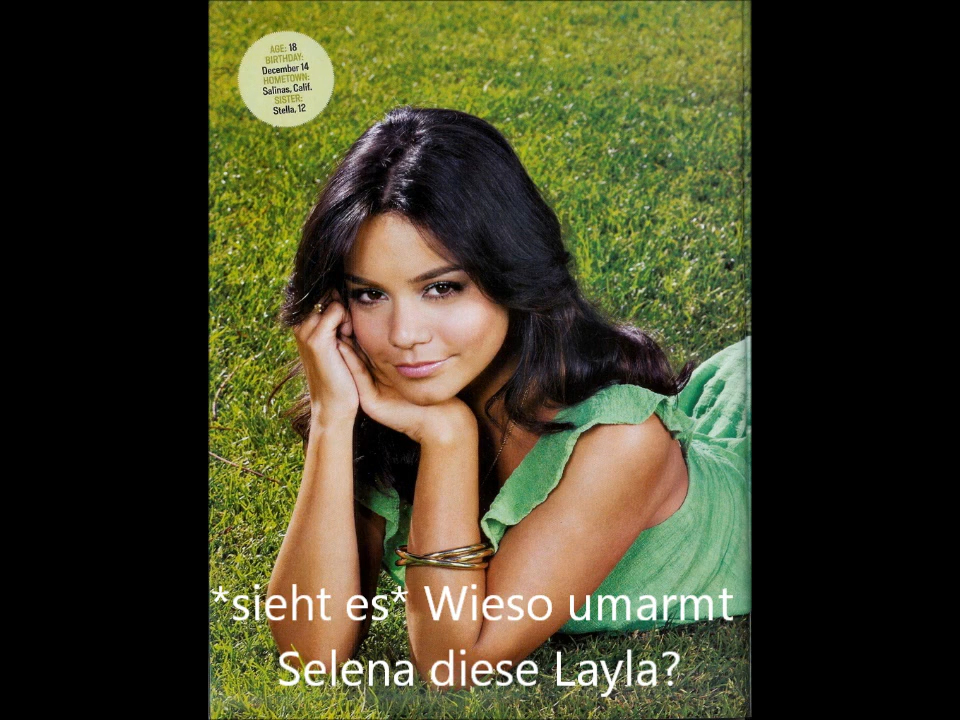 AGE: 18
BIRTHDAY:
December 14
HOMETOWN:
Salinas, Calif.
SISTER:
Stella, 12
*sieht es* Wieso umarmt
Selena diese Layla?